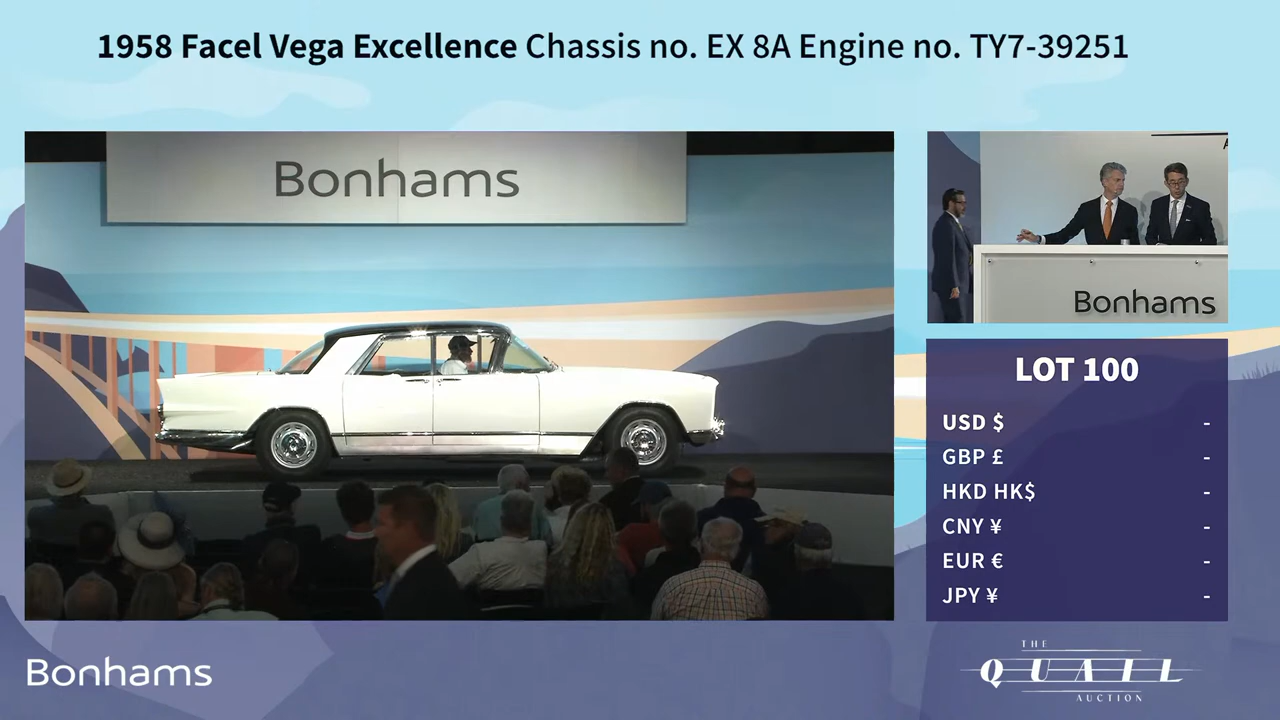 1958 Facel Vega Excellence Chassis no. EX 8A Engine no. TY7-39251
Bonhams
Bonhams
LOT 100
USD $ -
GBP £ -
HKD HK$ -
CNY ¥ -
EUR € -
JPY ¥ -
Bonhams
THE
QUAIL
AUCTION